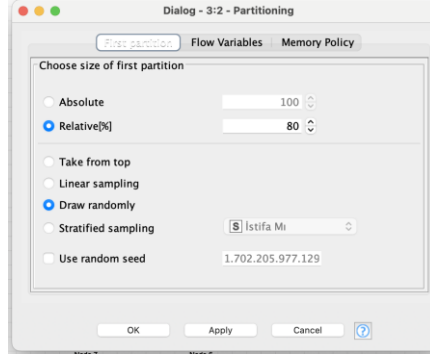 Dialog - 3:2 - Partitioning
First partition Flow Variables Memory Policy
Choose size of first partition
Absolute 100
Relative[%] 80
Take from top
Linear sampling
Draw randomly
Stratified sampling S İstifa Mı
Use random seed 1.702.205.977.129
OK Apply Cancel ?